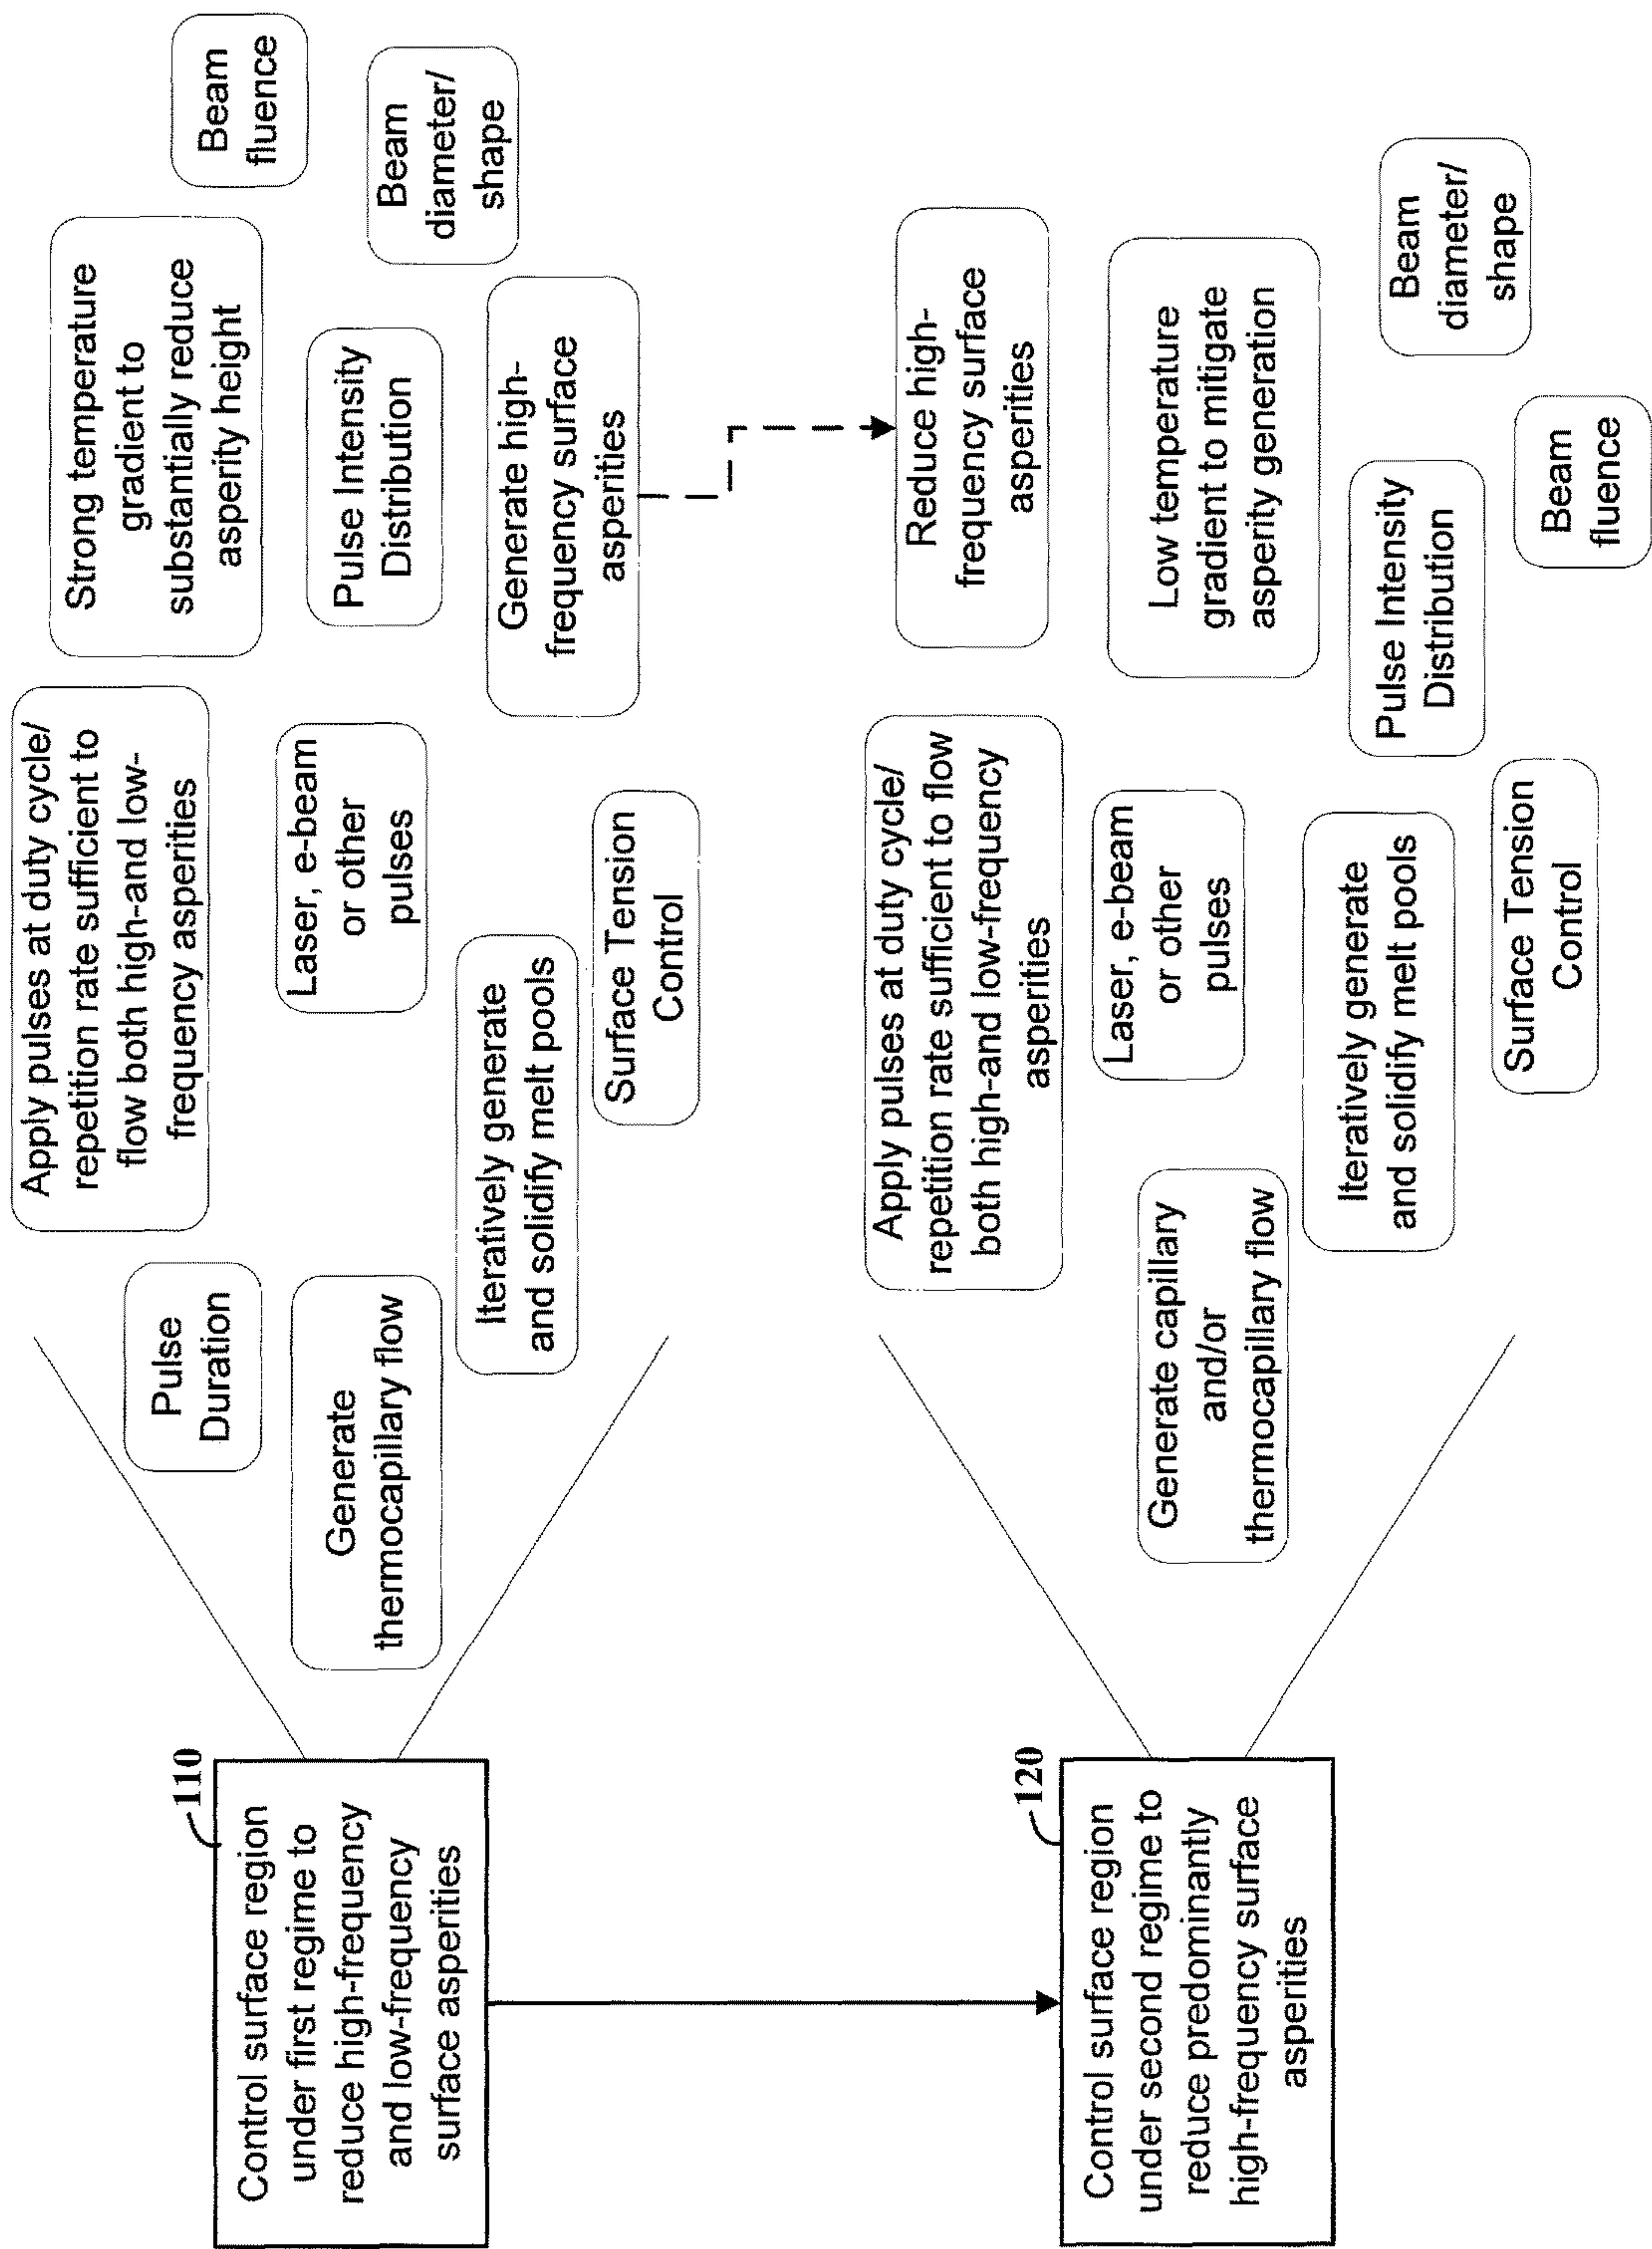 110
Control surface region
under first regime to
reduce high-frequency
and low-frequency
surface asperities
Pulse
Duration
Generate
thermocapillary flow
Apply pulses at duty cycle/
repetition rate sufficient to
flow both high-and low-
frequency asperities
Laser, e-beam
or other
pulses
Iteratively generate
and solidify melt pools
Surface Tension
Control
Strong temperature
gradient to
substantially reduce
asperity height
Pulse Intensity
Distribution
Generate high-
frequency surface
asperities
Beam
fluence
Beam
diameter/
shape
120
Control surface region
under second regime to
reduce predominantly
high-frequency surface
asperities
Generate capillary
and/or
thermocapillary flow
Apply pulses at duty cycle/
repetition rate sufficient to flow
both high-and low-frequency
asperities
Laser, e-beam
or other
pulses
Iteratively generate
and solidify melt pools
Surface Tension
Control
Reduce high-
frequency surface
asperities
Low temperature
gradient to mitigate
asperity generation
Pulse Intensity
Distribution
Beam
fluence
Beam
diameter/
shape